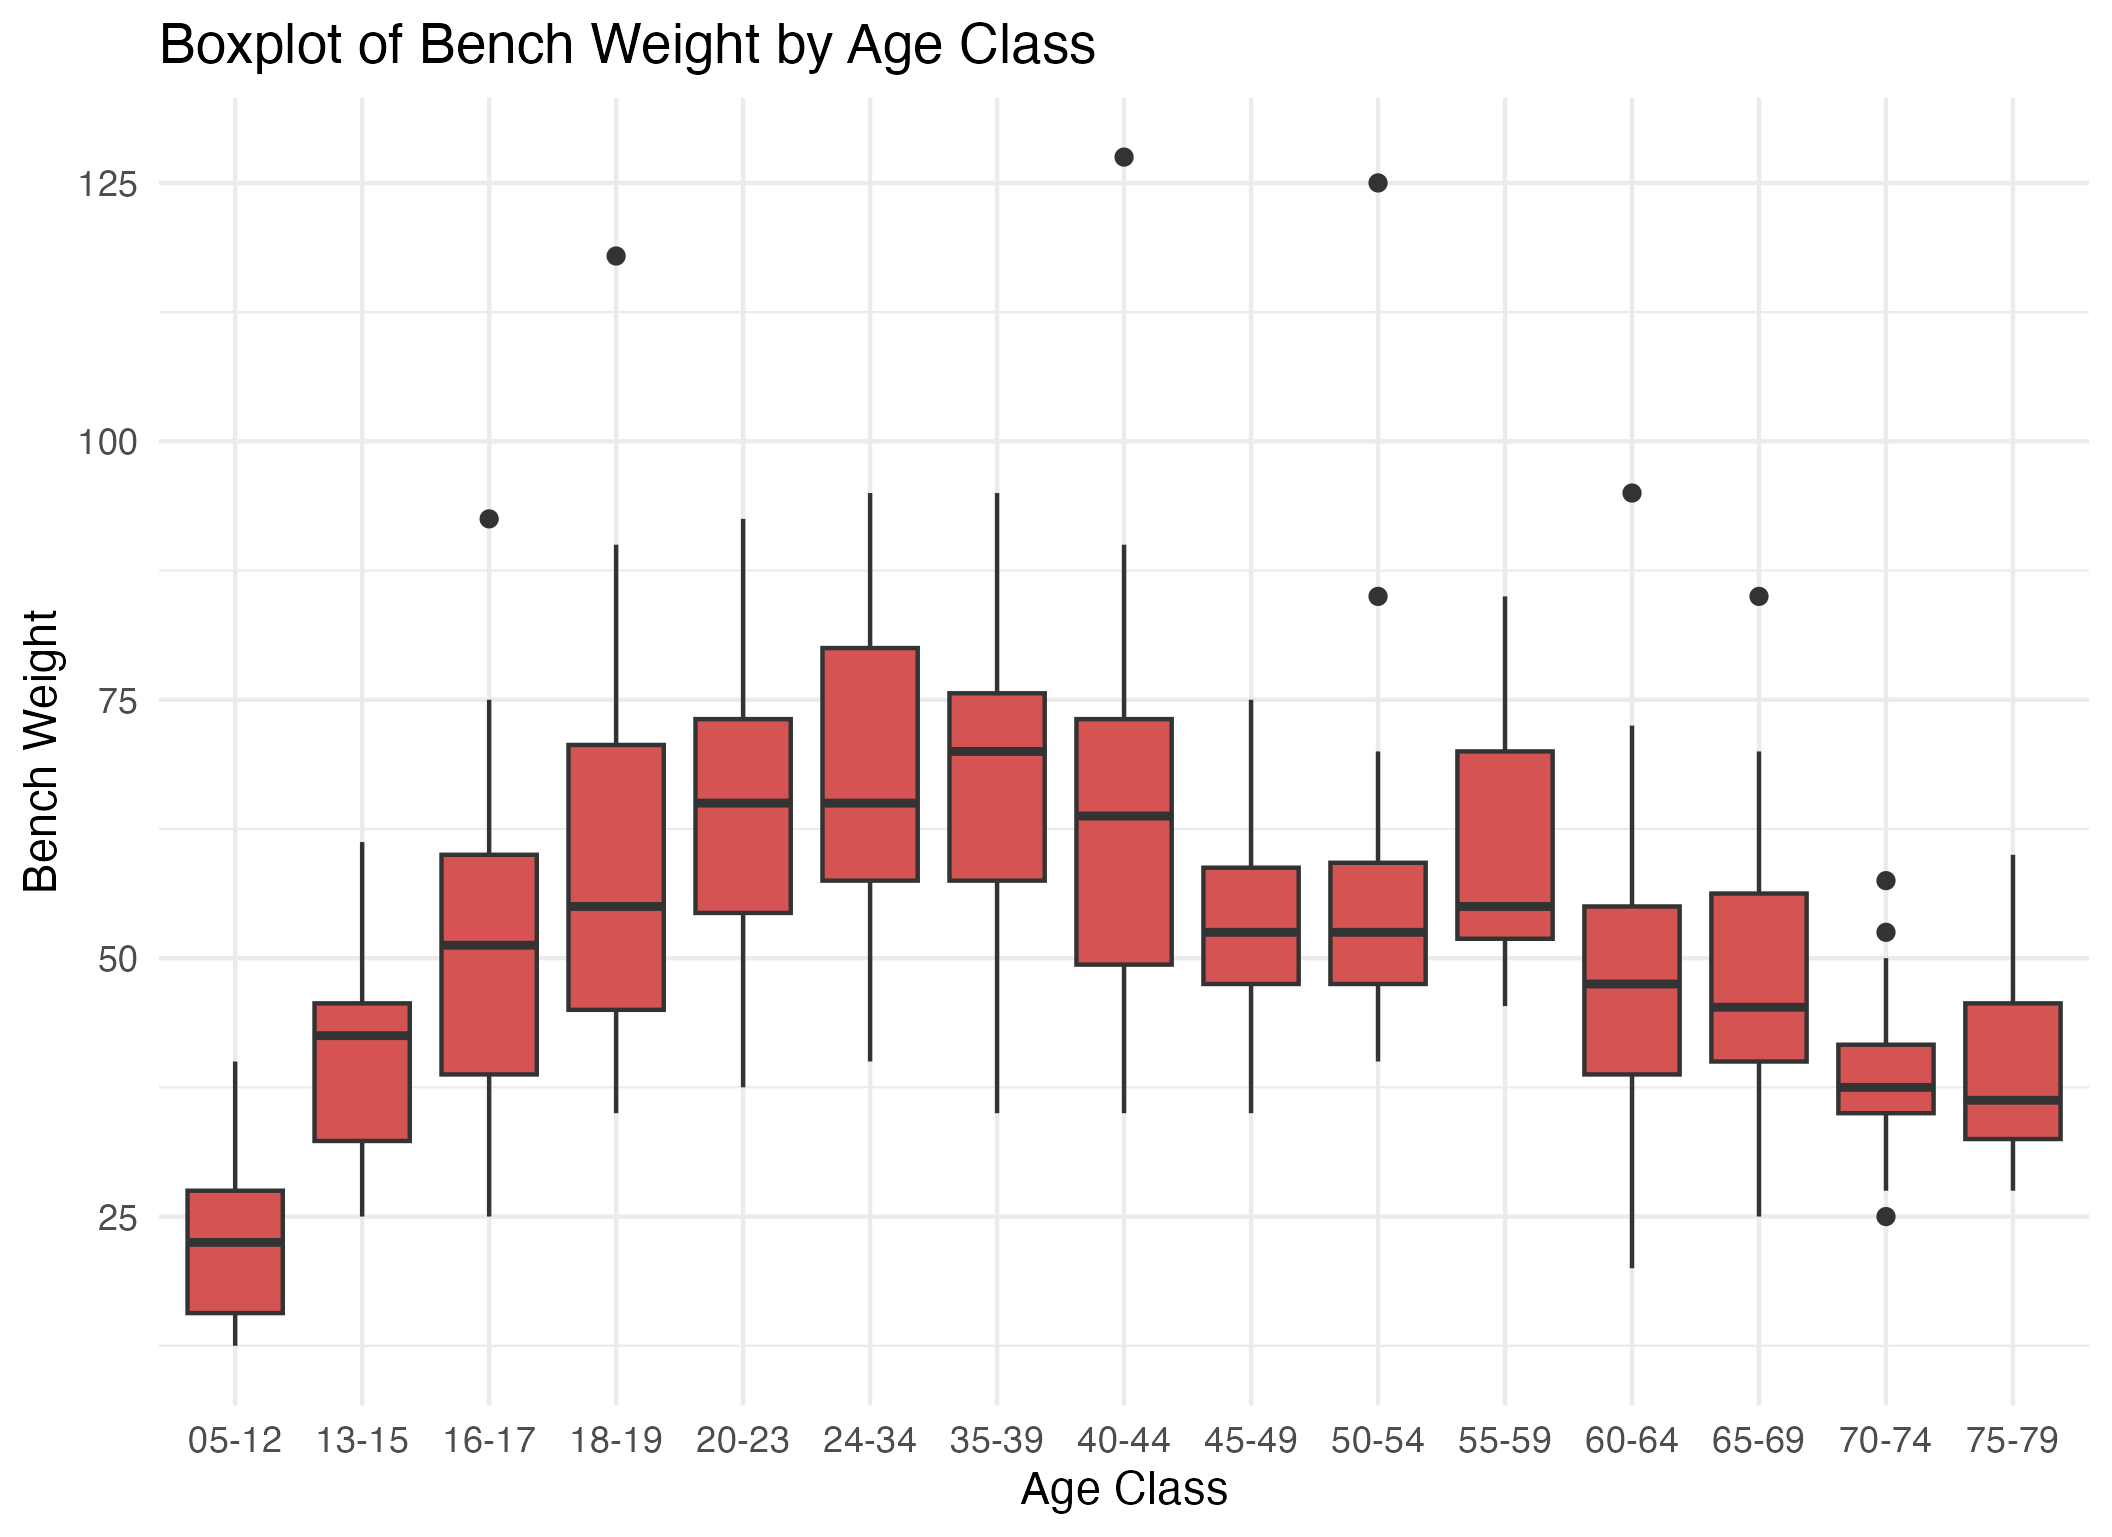 Boxplot of Bench Weight by Age Class
125
100
75
50
25
Bench Weight
05-12 13-15 16-17 18-19 20-23 24-34 35-39 40-44 45-49 50-54 55-59 60-64 65-69 70-74 75-79
Age Class